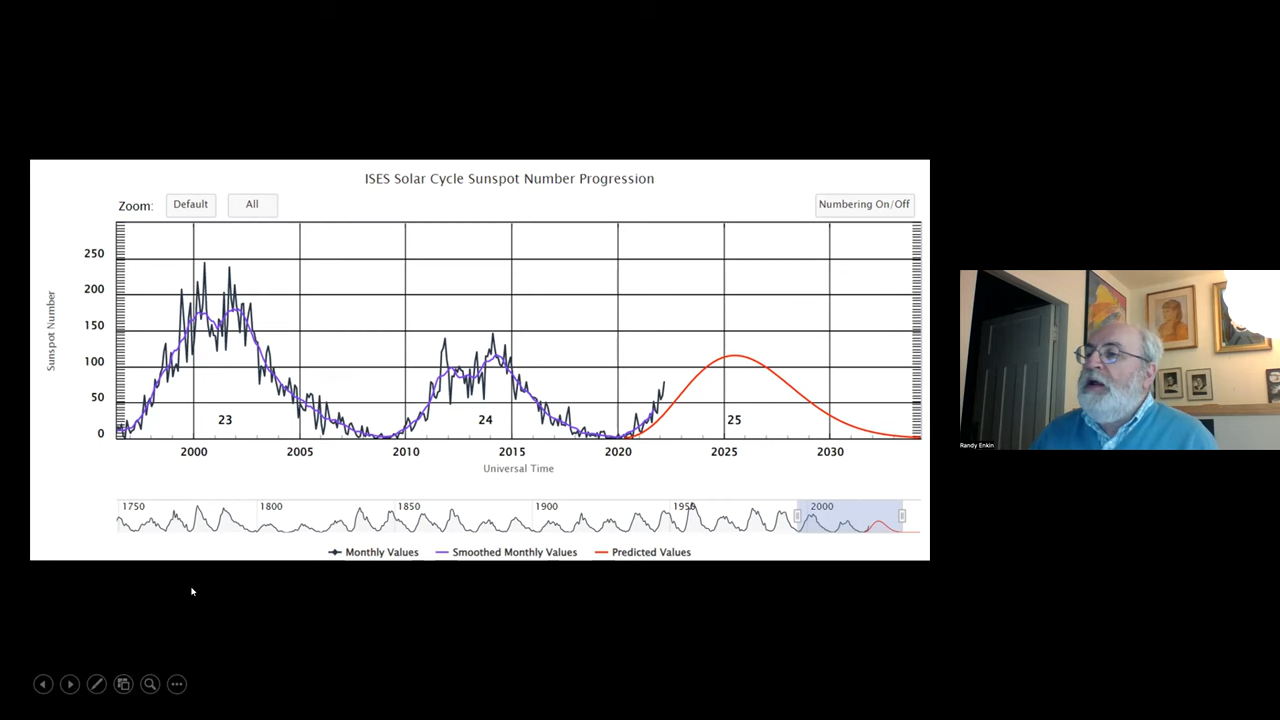 ISES Solar Cycle Sunspot Number Progression
Zoom: Default All Numbering On/Off
250
200
150
100
50
0
Sunspot Number
23 24 25
2000 2005 2010 2015 2020 2025 2030
Universal Time
1750 1800 1850 1900 1950 2000
Monthly Values Smoothed Monthly Values Predicted Values
Randy Enkin